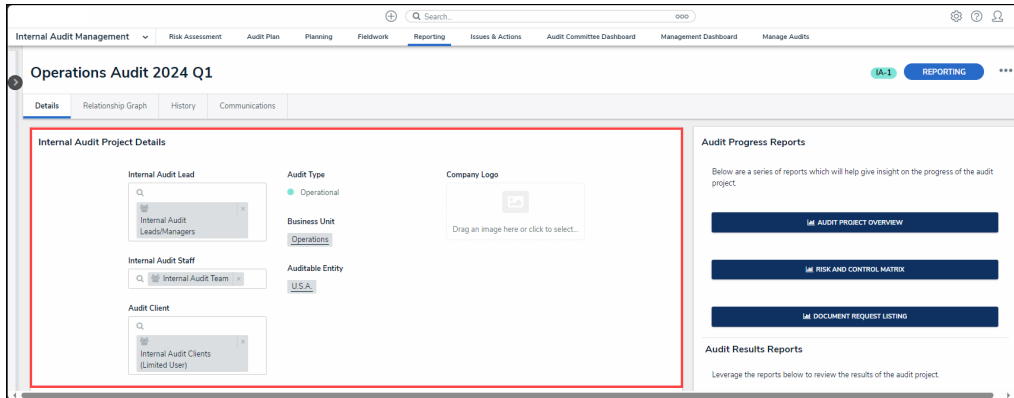 Search...
ooo
Internal Audit Management
Risk Assessment
Audit Plan
Planning
Fieldwork
Reporting
Issues & Actions
Audit Committee Dashboard
Management Dashboard
Manage Audits
Operations Audit 2024 Q1
IA-1
REPORTING
Details
Relationship Graph
History
Communications
Internal Audit Project Details
Internal Audit Lead
Internal Audit
Leads/Managers
Internal Audit Staff
Internal Audit Team
Audit Client
Internal Audit Clients
(Limited User)
Audit Type
Operational
Business Unit
Operations
Auditable Entity
U.S.A.
Company Logo
Drag an image here or click to select...
Audit Progress Reports
Below are a series of reports which will help give insight on the progress of the audit
project.
AUDIT PROJECT OVERVIEW
RISK AND CONTROL MATRIX
DOCUMENT REQUEST LISTING
Audit Results Reports
Leverage the reports below to review the results of the audit project.